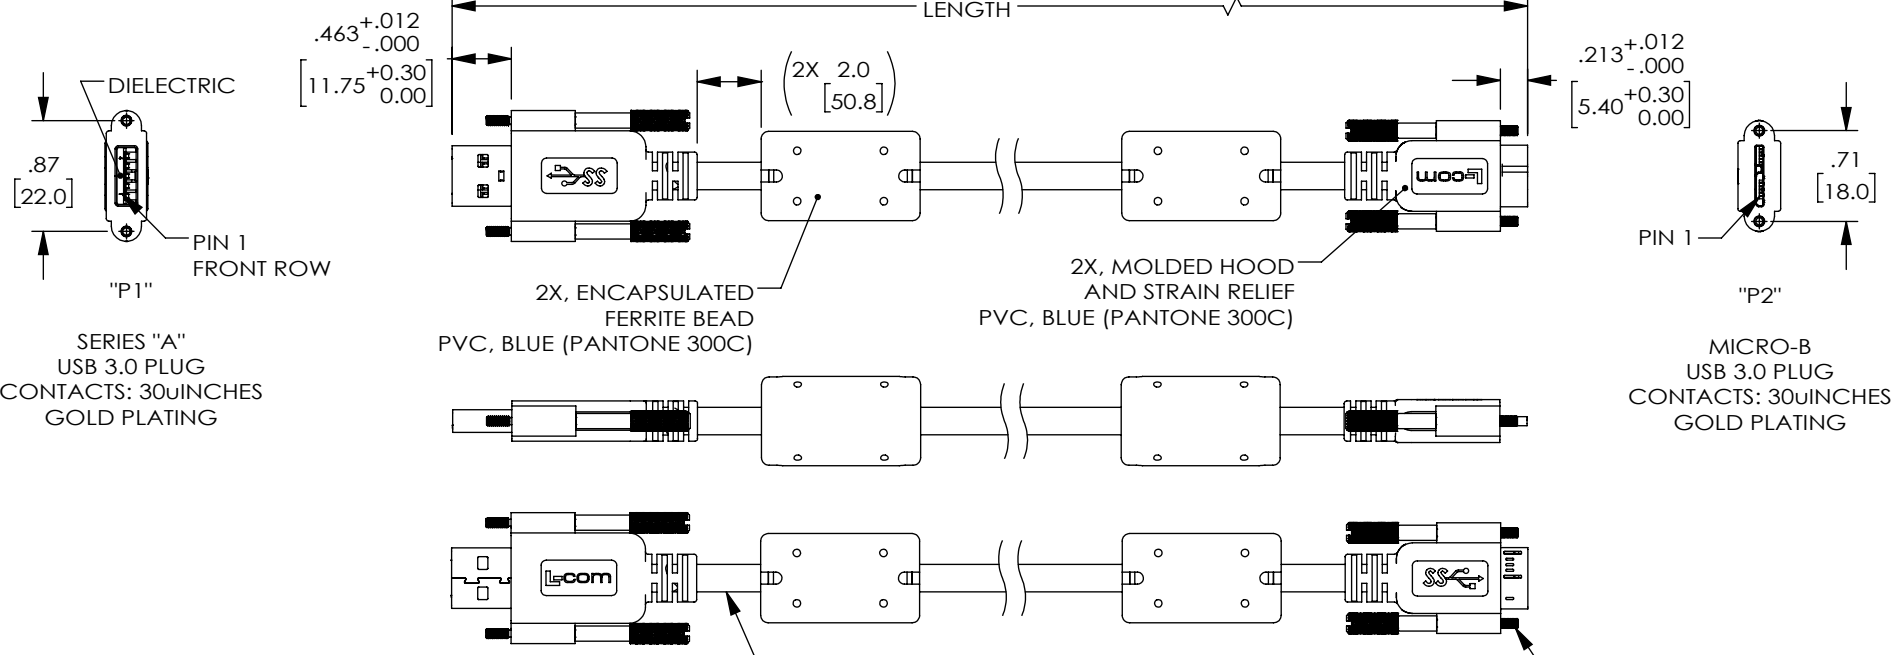 LENGTH
.463 +.012
-.000
[11.75 +0.30
0.00]
(2X 2.0
[50.8])
.213 +.012
-.000
[5.40 +0.30
0.00]
DIELECTRIC
.87
[22.0]
PIN 1
FRONT ROW
"P1"
SERIES "A"
USB 3.0 PLUG
CONTACTS: 30uINCHES
GOLD PLATING
SS
L-com
2X, ENCAPSULATED
FERRITE BEAD
PVC, BLUE (PANTONE 300C)
2X, MOLDED HOOD
AND STRAIN RELIEF
PVC, BLUE (PANTONE 300C)
.71
[18.0]
PIN 1
"P2"
MICRO-B
USB 3.0 PLUG
CONTACTS: 30uINCHES
GOLD PLATING
L-com
SS